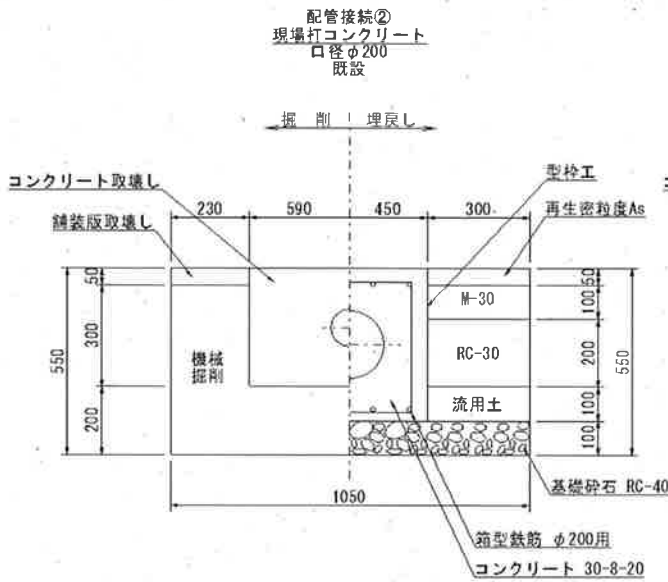 配管接続②
現場打コンクリート
口径φ200
既設
掘 削 埋戻し
コンクリート取壊し
型枠工
230 590 450 300
再生密粒度As
舗装版取壊し
50
300
200
550
機械
掘削
M-30
RC-30
流用土
50
100
200
100
100
550
基礎砕石 RC-40
1050
箱型鉄筋 φ200用
コンクリート 30-8-20